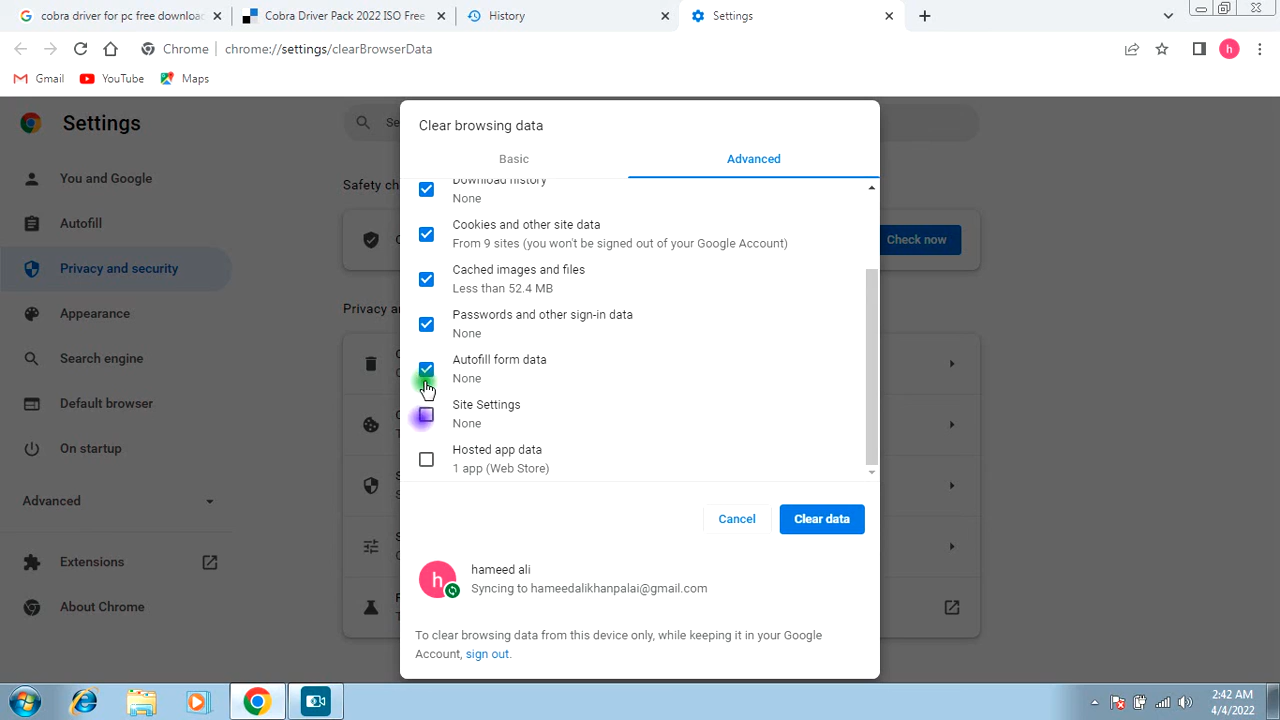 cobra driver for pc free downloa
Cobra Driver Pack 2022 ISO Free
History
Settings
Chrome
chrome://settings/clearBrowserData
h
Gmail
YouTube
Maps
Settings
Se
Clear browsing data
Basic
Advanced
You and Google
Autofill
Privacy and security
Appearance
Search engine
Default browser
On startup
Advanced
Extensions
About Chrome
Safety ch
Check now
Privacy an
Download history
None
Cookies and other site data
From 9 sites (you won't be signed out of your Google Account)
Cached images and files
Less than 52.4 MB
Passwords and other sign-in data
None
Autofill form data
None
Site Settings
None
Hosted app data
1 app (Web Store)
Cancel
Clear data
h
hameed ali
Syncing to hameedalikhanpalai@gmail.com
To clear browsing data from this device only, while keeping it in your Google
Account, sign out.
2:42 AM
4/4/2022